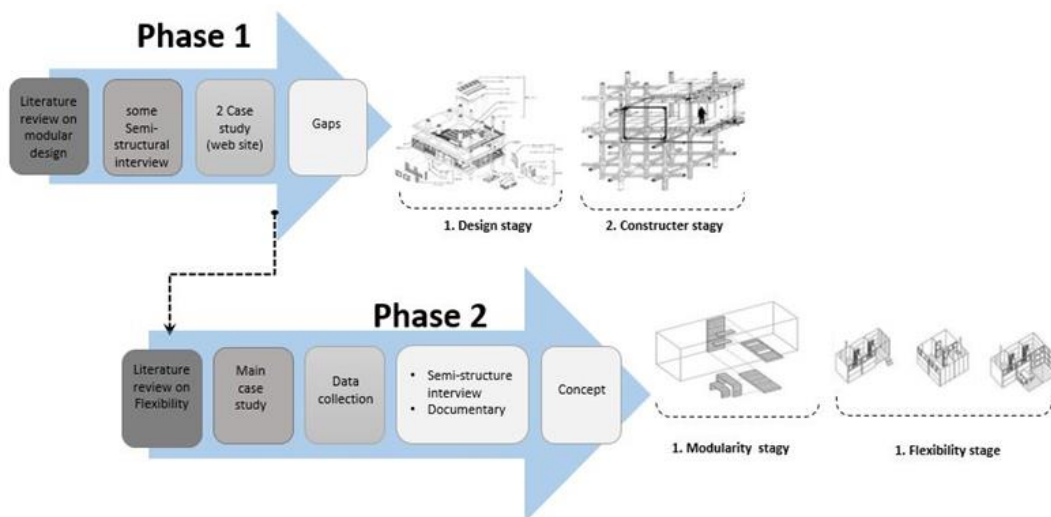 Phase 1
Literature
review on
modular
design
some
Semi-
structural
interview
2 Case
study
(web site)
Gaps
1. Design stagy
2. Constructer stagy
Phase 2
Literature
review on
Flexibility
Main
case
study
Data
collection
• Semi-structure
interview
• Documentary
Concept
1. Modularity stagy
1. Flexibility stage